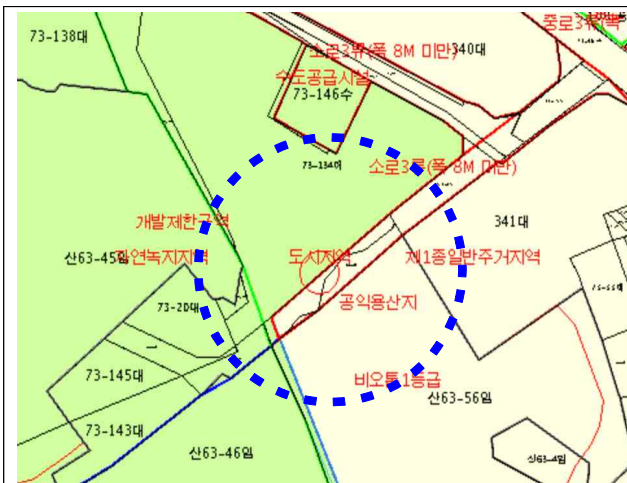 중로3류(폭
73-138대
소로3류(폭 8M 미만)
340대
수도공급시설
73-146수
73-134대
소로3류(폭 8M 미만)
개발제한구역
341대
산63-45임
자연녹지지역
도시지역
제1종일반주거지역
73-20대
공익용산지
73-145대
비오톱1등급
산63-56임
73-143대
산63-46임
산63-4임